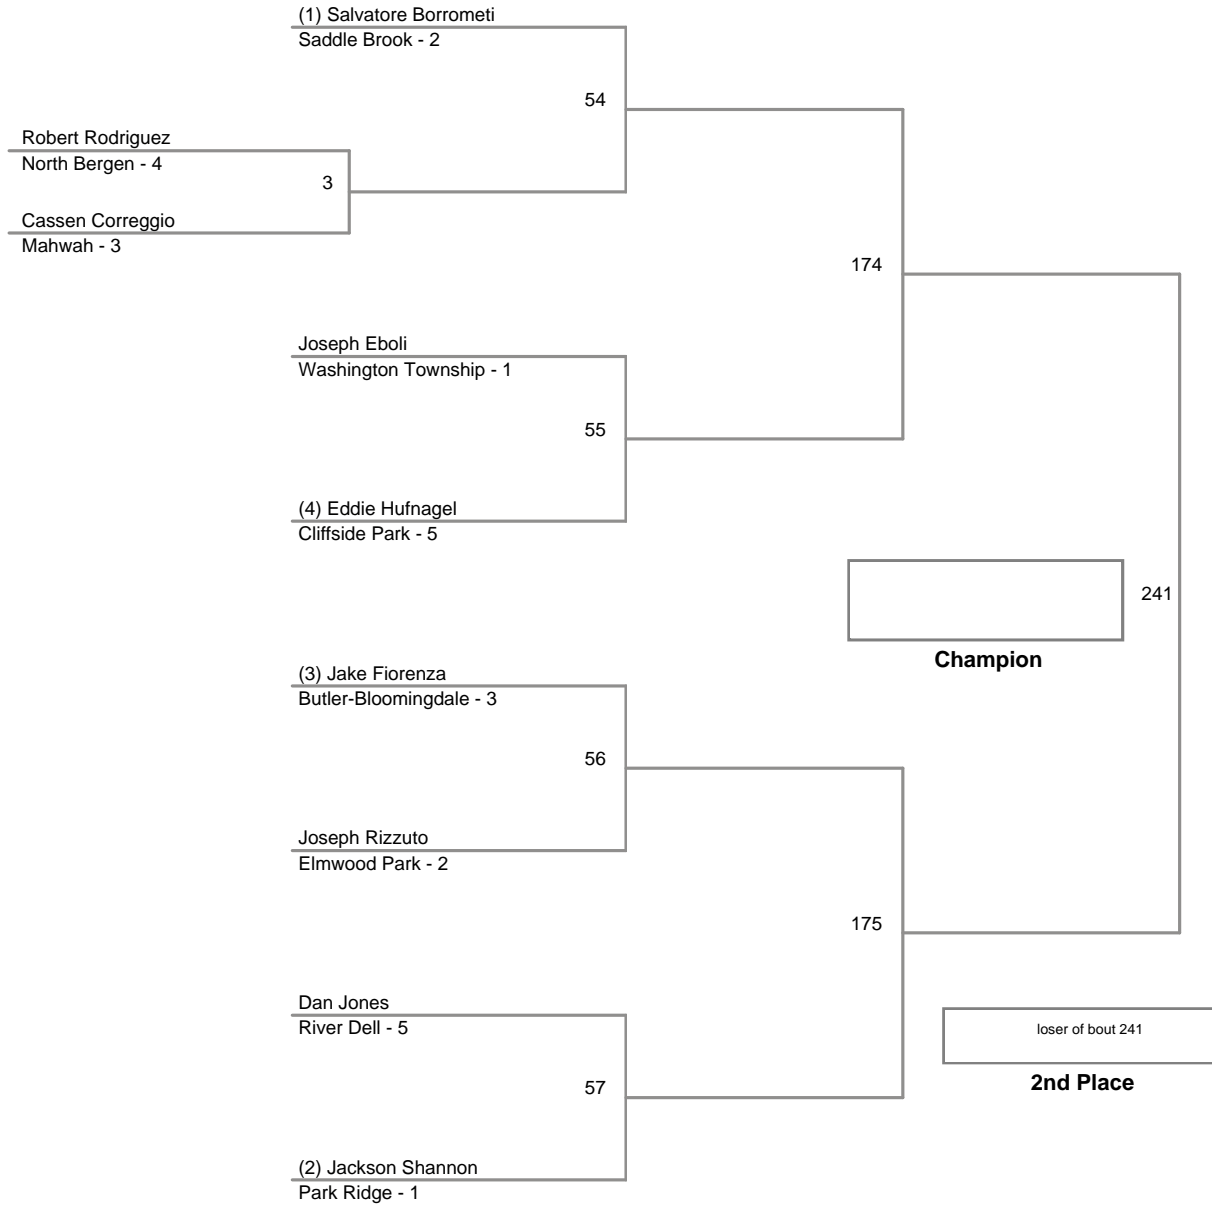 (1) Salvatore Borrometi
Saddle Brook - 2
54
Robert Rodriguez
North Bergen - 4
3
Cassen Correggio
Mahwah - 3
174
Joseph Eboli
Washington Township - 1
55
(4) Eddie Hufnagel
Cliffside Park - 5
241
Champion
(3) Jake Fiorenza
Butler-Bloomingdale - 3
56
Joseph Rizzuto
Elmwood Park - 2
175
Dan Jones
River Dell - 5
loser of bout 241
2nd Place
57
(2) Jackson Shannon
Park Ridge - 1